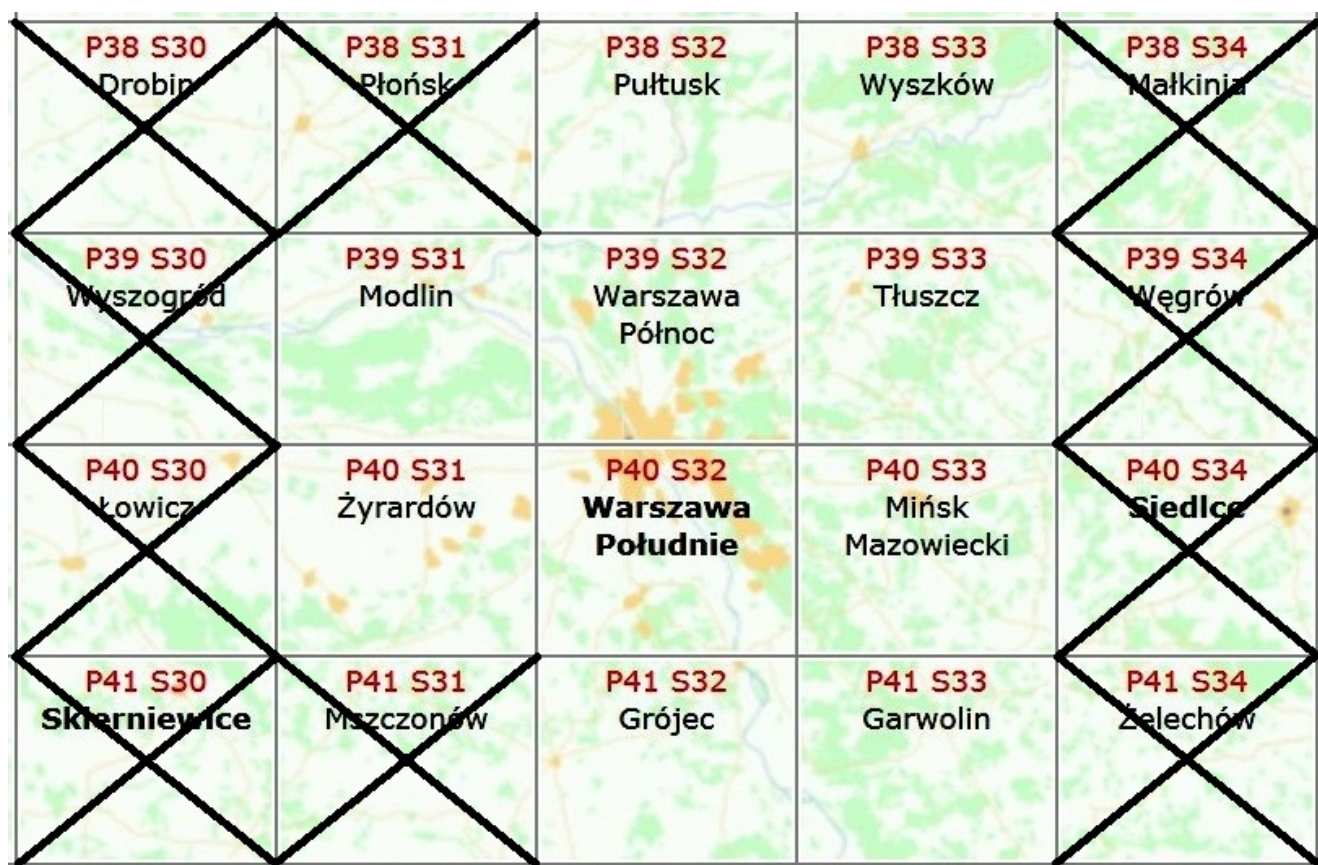 P38 S30
Drobin
P38 S31
Płońsk
P38 S32
Pułtusk
P38 S33
Wyszków
P38 S34
Małkinia
P39 S30
Wyszogród
P39 S31
Modlin
P39 S32
Warszawa
Północ
P39 S33
Tłuszcz
P39 S34
Węgrów
P40 S30
Łowicz
P40 S31
Żyrardów
P40 S32
Warszawa
Południe
P40 S33
Mińsk
Mazowiecki
P40 S34
Siedlce
P41 S30
Skierniewice
P41 S31
Mszczonów
P41 S32
Grójec
P41 S33
Garwolin
P41 S34
Żelechów